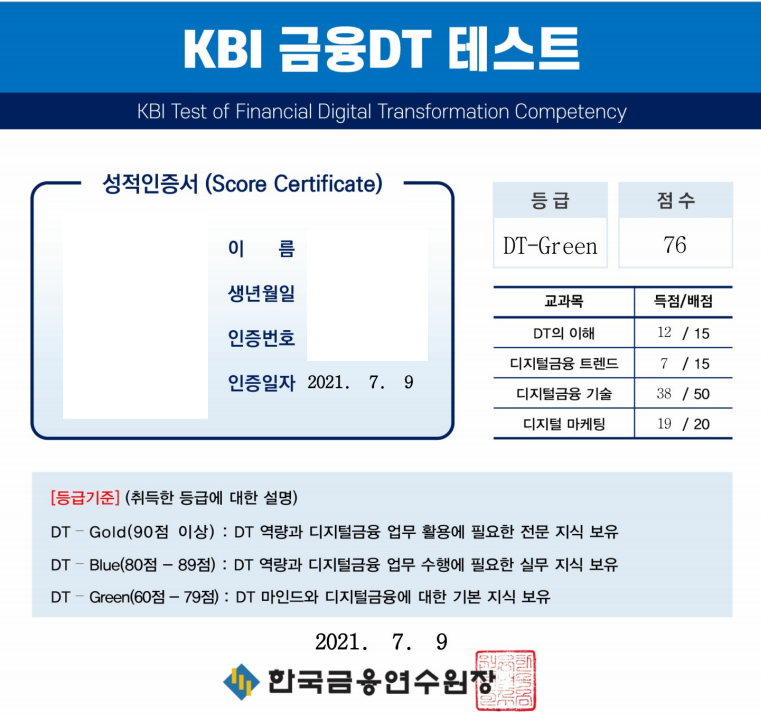 KBI 금융DT 테스트
KBI Test of Financial Digital Transformation Competency
성적인증서 (Score Certificate)
이 름
생년월일
인증번호
인증일자 2021. 7. 9
등급 점수
DT-Green 76
교과목 득점/배점
DT의 이해 12 / 15
디지털금융 트렌드 7 / 15
디지털금융 기술 38 / 50
디지털 마케팅 19 / 20
[등급기준] (취득한 등급에 대한 설명)
DT - Gold(90점 이상) : DT 역량과 디지털금융 업무 활용에 필요한 전문 지식 보유
DT - Blue(80점 – 89점) : DT 역량과 디지털금융 업무 수행에 필요한 실무 지식 보유
DT - Green(60점 – 79점) : DT 마인드와 디지털금융에 대한 기본 지식 보유
2021. 7. 9
한국금융연수원장